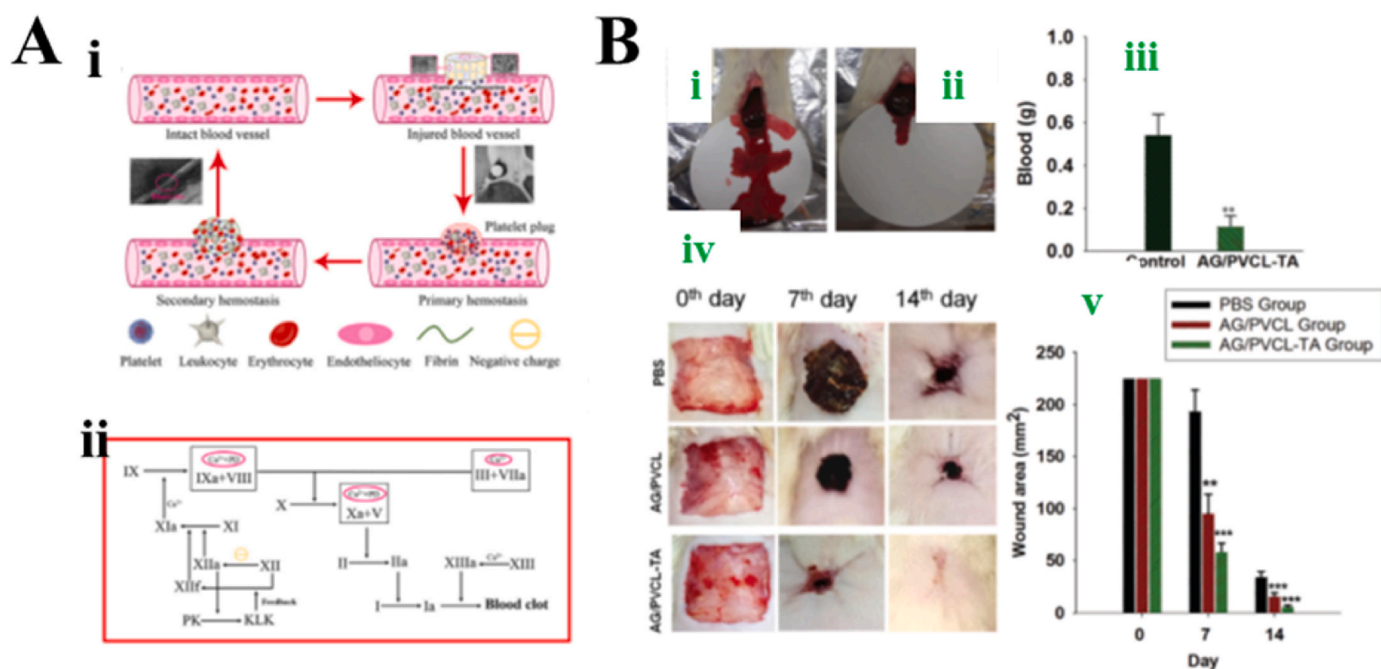 A
i
Intact blood vessel
Injured blood vessel
Platelet plug
Secondary hemostasis
Primary hemostasis
Platelet
Leukocyte
Erythrocyte
Endotheliocyte
Fibrin
Negative charge
ii
IX
IXa+VIII
III+VIIa
Ca²⁺
X
Xa+V
XIa
XI
XIIa
XII
XIIf
Feedback
PK
KLK
II
IIa
XIIIa
Ca²⁺
XIII
I
Ia
Blood clot
B
i
ii
iii
Blood (g)
1.0
0.8
0.6
0.4
0.2
0.0
**
Control
AG/PVCL-TA
iv
0th day
7th day
14th day
PBS
AG/PVCL
AG/PVCL-TA
v
PBS Group
AG/PVCL Group
AG/PVCL-TA Group
Wound area (mm²)
250
200
150
100
50
0
**
***
***
***
0
7
14
Day